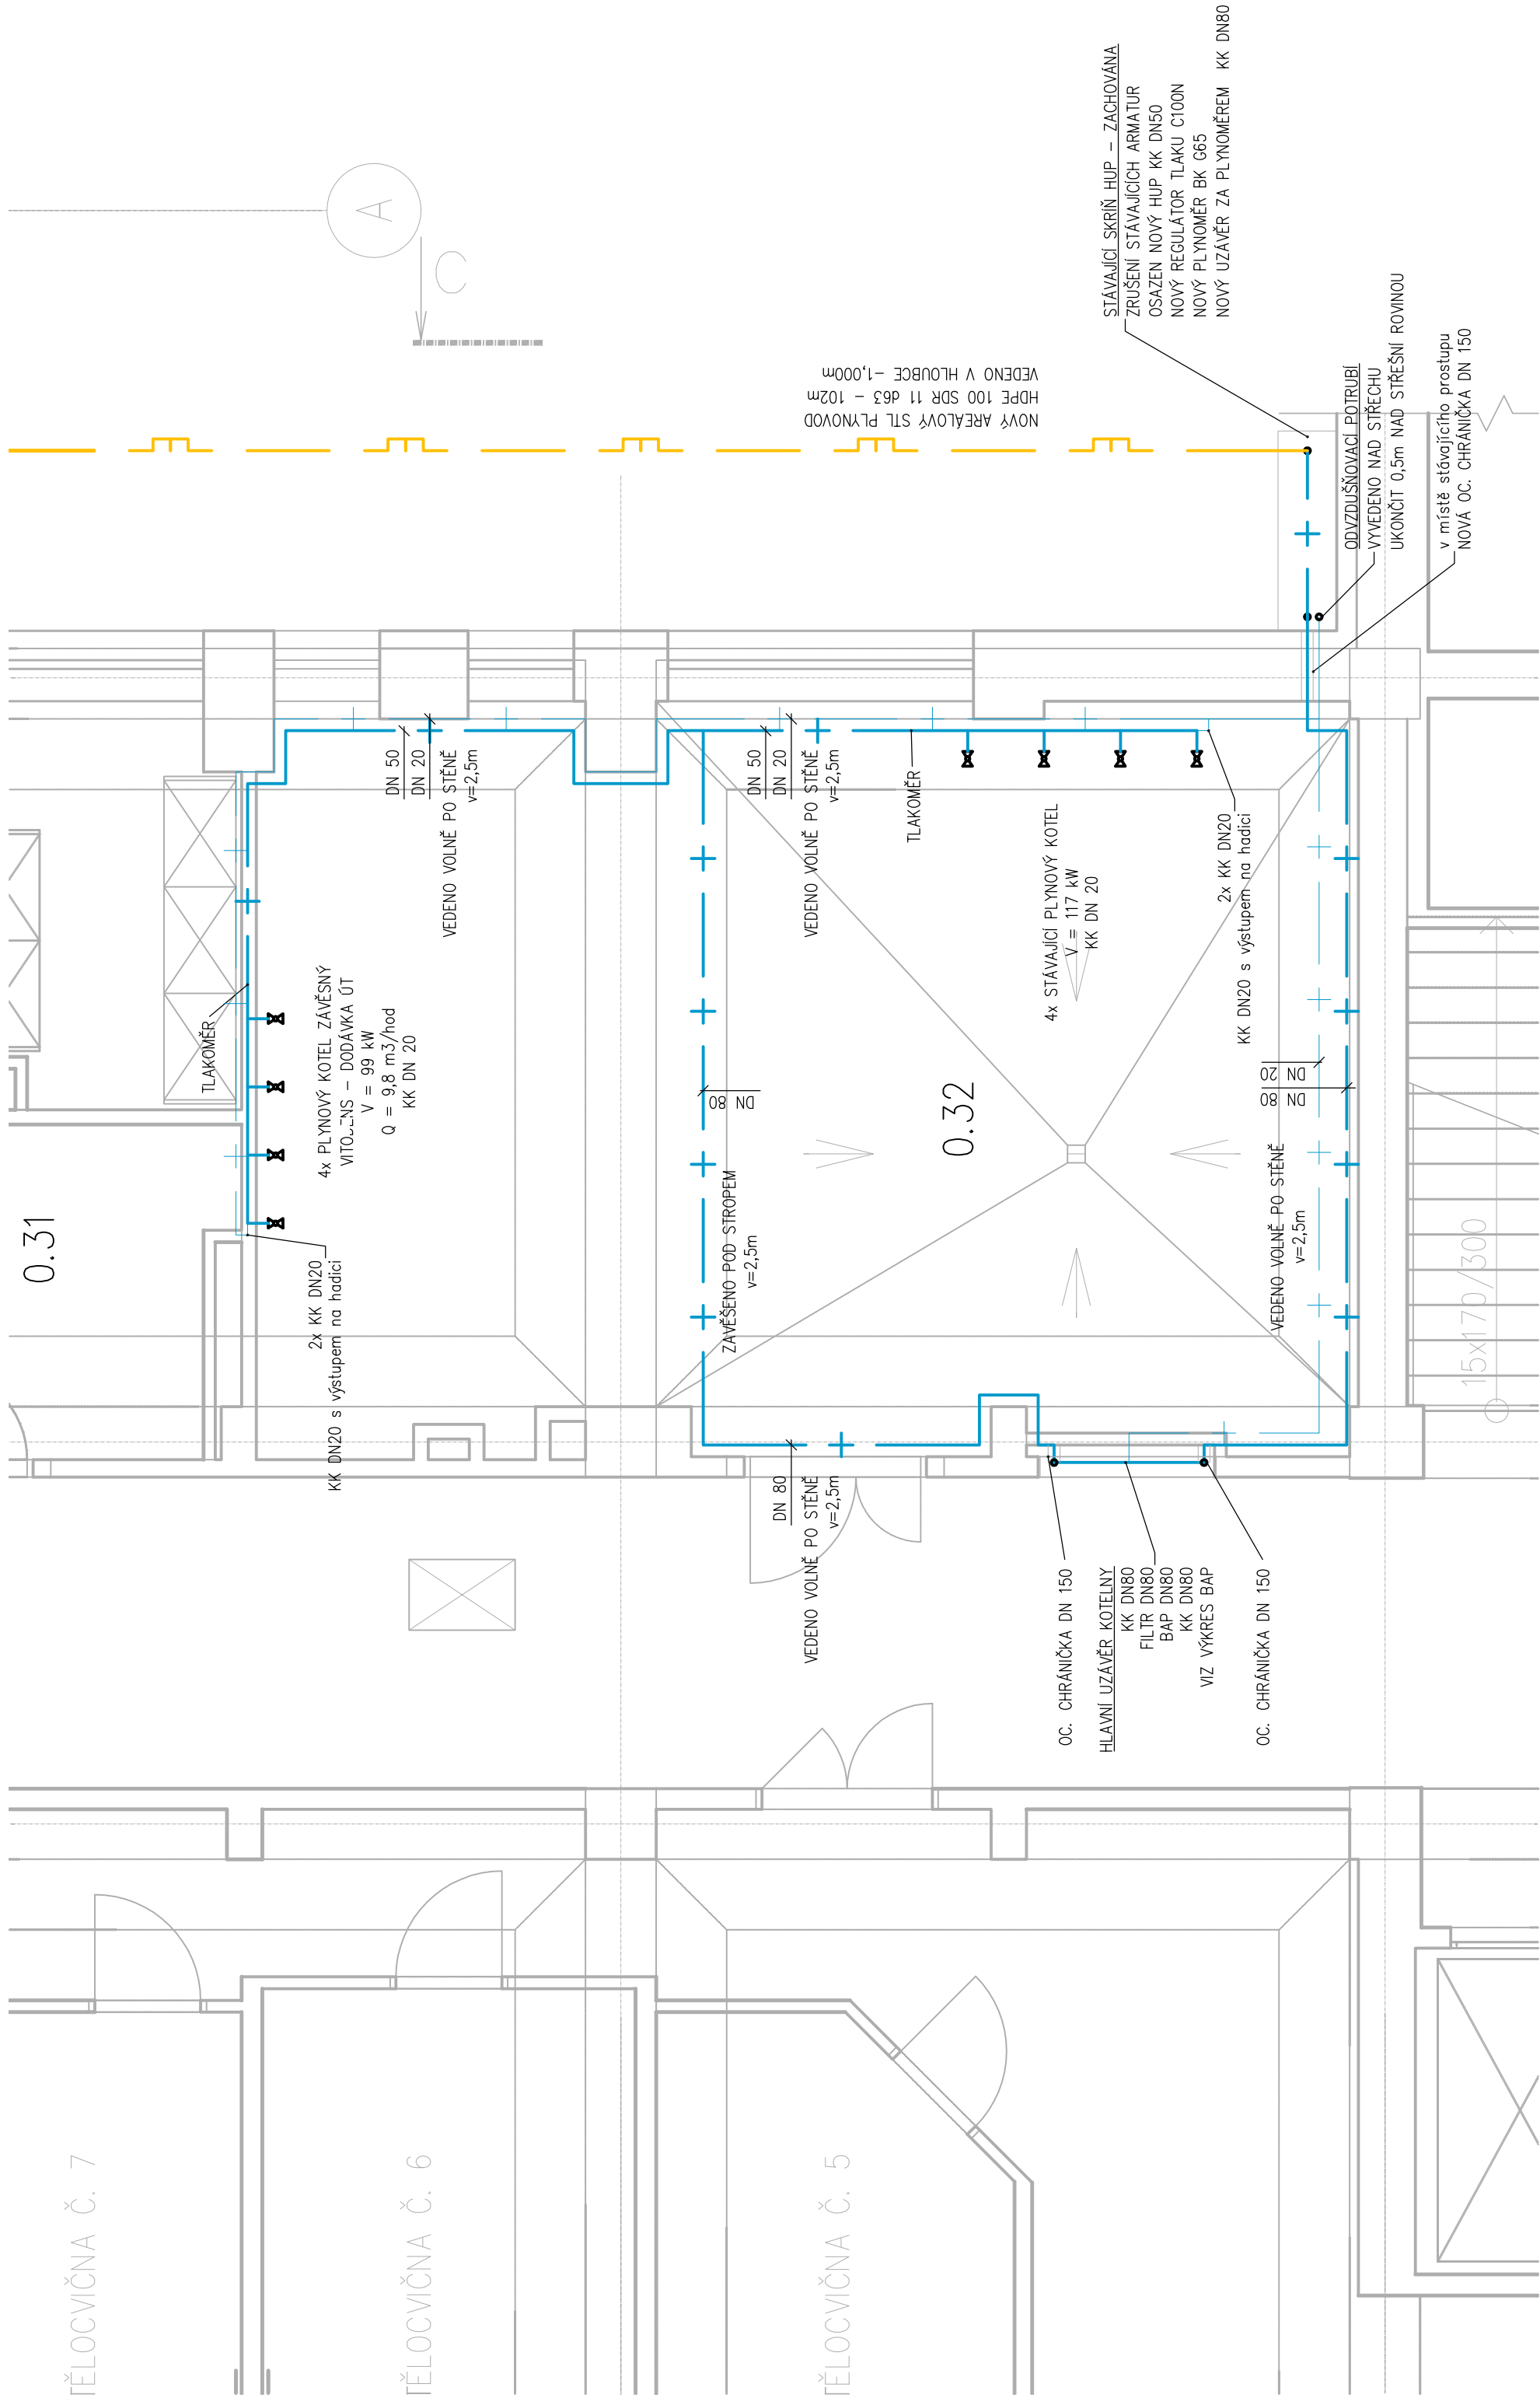 0.31
TLAKOMĚR
4x PLYNOVÝ KOTEL ZÁVĚSNÝ
- DODÁVKA ÚT
V = 99 kW
Q = 9,8 m3/hod
KK DN 20
2x KK DN20
KK DN20 s výstupem na hadici
DN 50
DN 20
VEDENO VOLNĚ PO STĚNĚ
v=2,5m
A
C
NOVÝ AREÁLOVÝ STL PLYNOVOD
HDPE 100 SDR 11 d63 - 102m
VEDENO V HLOUBCE -1,000m
STÁVAJÍCÍ SKRÍŇ HUP - ZACHOVÁNA
ZRUŠENÍ STÁVAJÍCÍCH ARMATUR
OSAZEN NOVÝ HUP KK DN50
NOVÝ REGULÁTOR TLAKU C100N
NOVÝ PLYNOMĚR BK G65
NOVÝ UZÁVĚR ZA PLYNOMĚREM KK DN80
ODVZDUŠŇOVACÍ POTRUBÍ
VYVEDENO NAD STŘECHU
UKONČIT 0,5m NAD STŘEŠNÍ ROVINOU
v místě stávajícího prostupu
NOVÁ OC. CHRÁNIČKA DN 150
DN 50
DN 20
VEDENO VOLNĚ PO STĚNĚ
v=2,5m
TLAKOMĚR
4x STÁVAJÍCÍ PLYNOVÝ KOTEL
V = 117 kW
KK DN 20
2x KK DN20
KK DN20 s výstupem na hadici
DN 80
ZAVĚŠENO POD STROPEM
v=2,5m
0.32
DN 20
DN 80
VEDENO VOLNĚ PO STĚNĚ
v=2,5m
15x170/300
DN 80
VEDENO VOLNĚ PO STĚNĚ
v=2,5m
OC. CHRÁNIČKA DN 150
HLAVNÍ UZÁVĚR KOTELNY
KK DN80
FILTR DN80
BAP DN80
KK DN80
VIZ VÝKRES BAP
OC. CHRÁNIČKA DN 150
TĚLOCVIČNA Č. 7
TĚLOCVIČNA Č. 6
TĚLOCVIČNA Č. 5